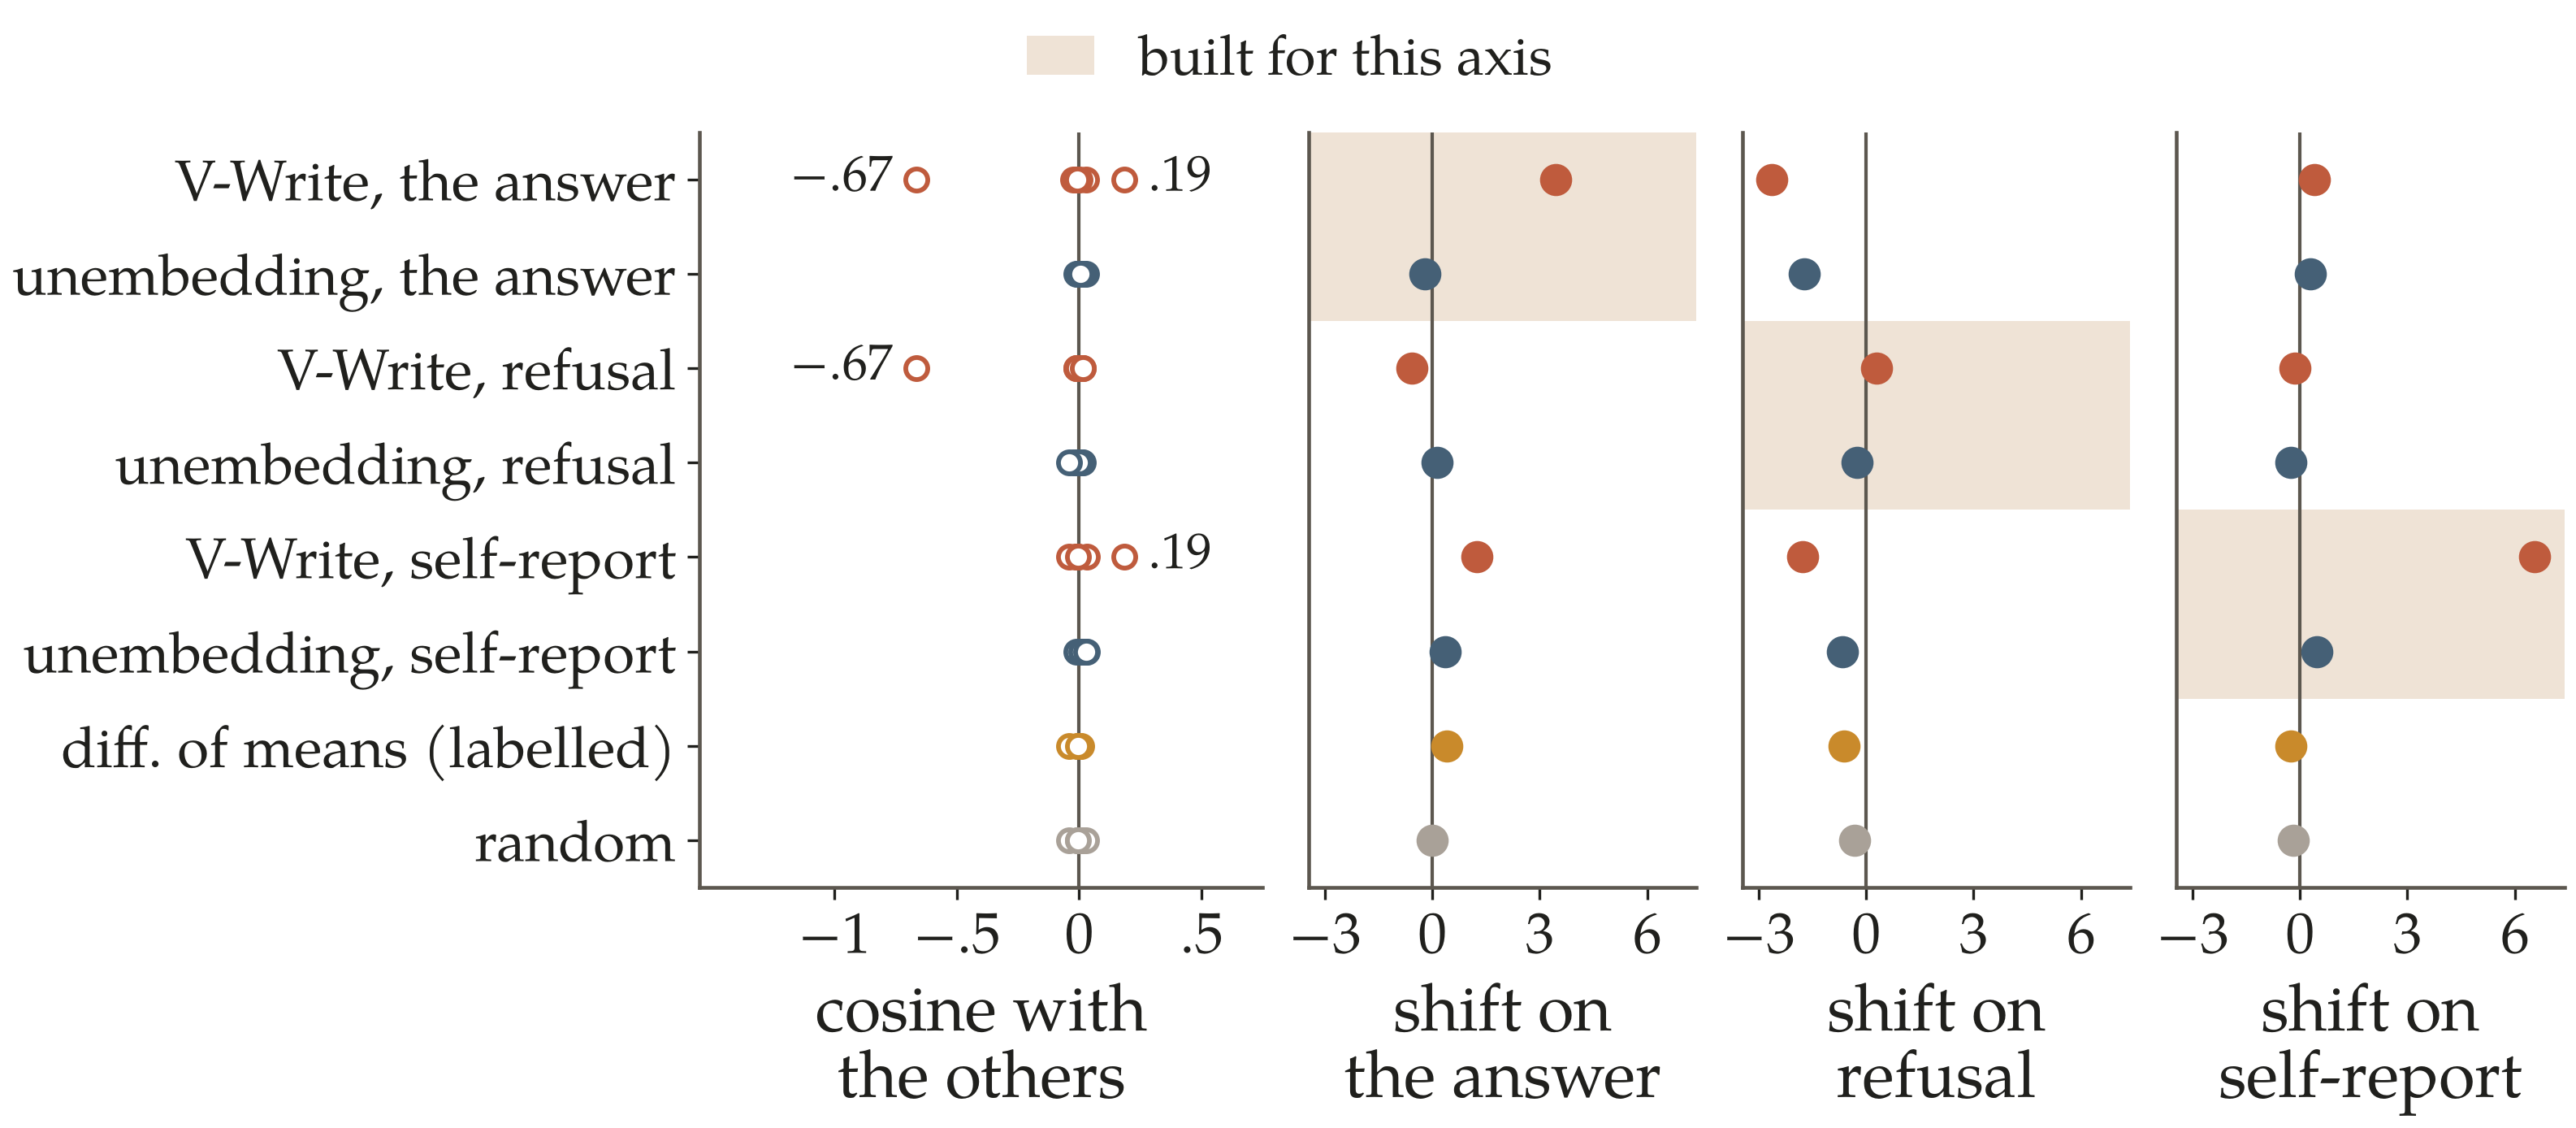 built for this axis
V-Write, the answer
−.67
.19
unembedding, the answer
V-Write, refusal
−.67
unembedding, refusal
V-Write, self-report
.19
unembedding, self-report
diff. of means (labelled)
random
−1 −.5 0 .5
−3 0 3 6
−3 0 3 6
−3 0 3 6
cosine with
the others
shift on
the answer
shift on
refusal
shift on
self-report